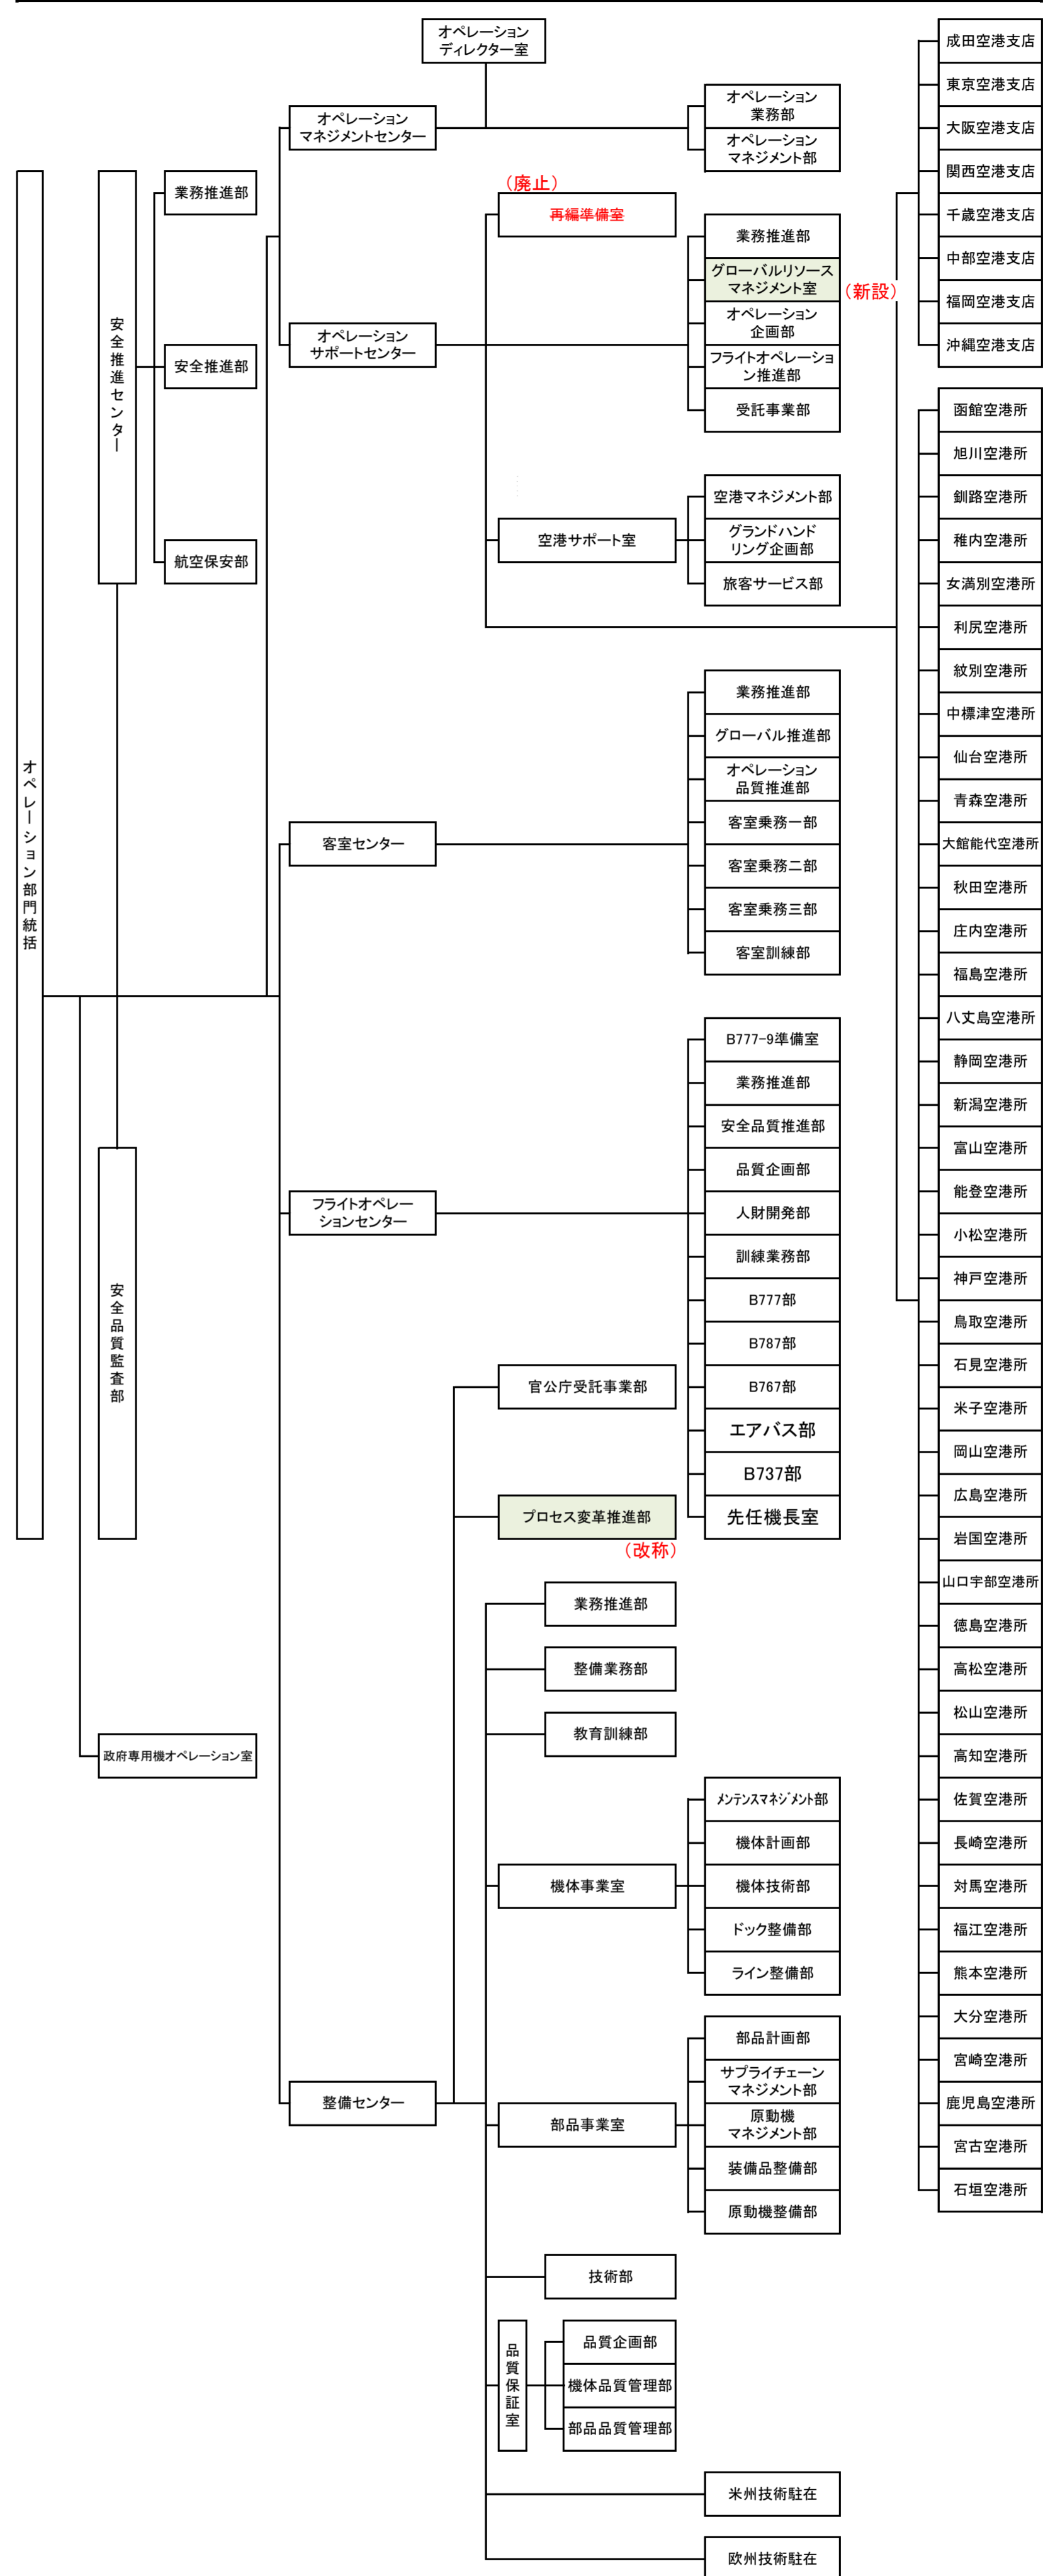 オペレーション
ディレクター室
オペレーション
マネジメントセンター
オペレーション
業務部
オペレーション
マネジメント部
オペレーション部門統括
安全推進センター
業務推進部
安全推進部
航空保安部
（廃止）
再編準備室
オペレーション
サポートセンター
業務推進部
グローバルリソース
マネジメント室
（新設）
オペレーション
企画部
フライトオペレーショ
ン推進部
受託事業部
空港サポート室
空港マネジメント部
グランドハンド
リング企画部
旅客サービス部
客室センター
業務推進部
グローバル推進部
オペレーション
品質推進部
客室乗務一部
客室乗務二部
客室乗務三部
客室訓練部
安全品質監査部
フライトオペレー
ションセンター
B777-9準備室
業務推進部
安全品質推進部
品質企画部
人財開発部
訓練業務部
B777部
B787部
B767部
エアバス部
B737部
先任機長室
官公庁受託事業部
プロセス変革推進部
（改称）
政府専用機オペレーション室
整備センター
業務推進部
整備業務部
教育訓練部
機体事業室
メンテンスマネジメント部
機体計画部
機体技術部
ドック整備部
ライン整備部
部品事業室
部品計画部
サプライチェーン
マネジメント部
原動機
マネジメント部
装備品整備部
原動機整備部
技術部
品質保証室
品質企画部
機体品質管理部
部品品質管理部
米州技術駐在
欧州技術駐在
成田空港支店
東京空港支店
大阪空港支店
関西空港支店
千歳空港支店
中部空港支店
福岡空港支店
沖縄空港支店
函館空港所
旭川空港所
釧路空港所
稚内空港所
女満別空港所
利尻空港所
紋別空港所
中標津空港所
仙台空港所
青森空港所
大館能代空港所
秋田空港所
庄内空港所
福島空港所
八丈島空港所
静岡空港所
新潟空港所
富山空港所
能登空港所
小松空港所
神戸空港所
鳥取空港所
石見空港所
米子空港所
岡山空港所
広島空港所
岩国空港所
山口宇部空港所
徳島空港所
高松空港所
松山空港所
高知空港所
佐賀空港所
長崎空港所
対馬空港所
福江空港所
熊本空港所
大分空港所
宮崎空港所
鹿児島空港所
宮古空港所
石垣空港所